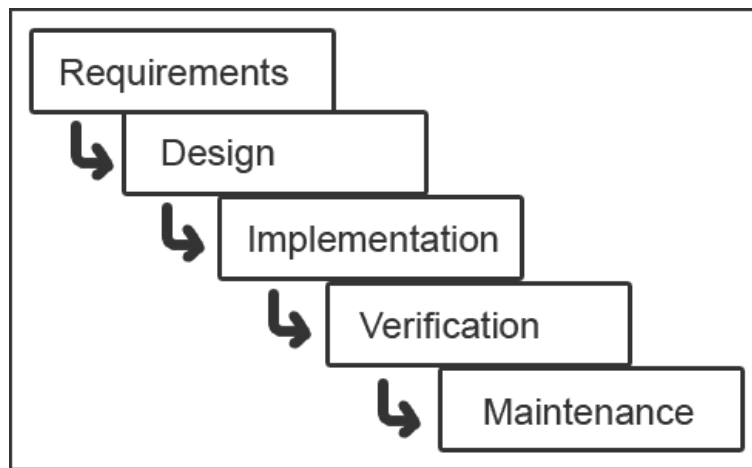 Requirements
Design
Implementation
Verification
Maintenance